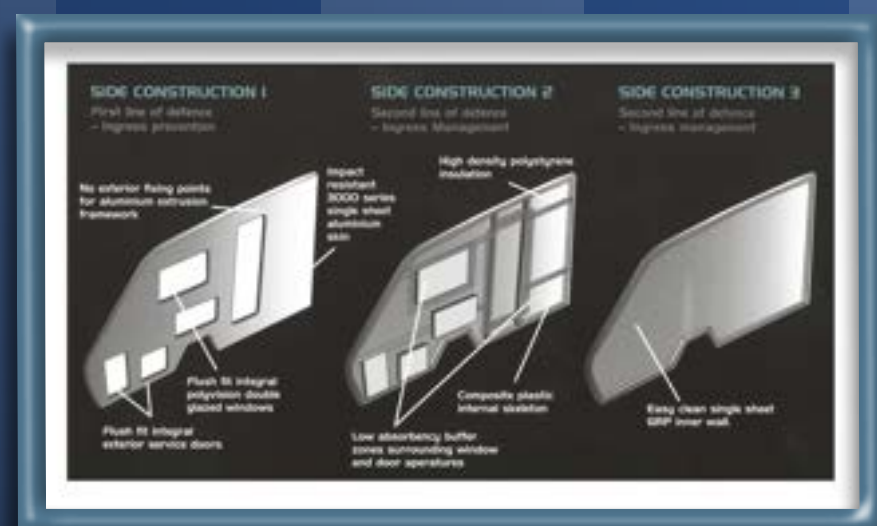 SIDE CONSTRUCTION 1
First line of defence
– Ingress prevention
SIDE CONSTRUCTION 2
Second line of defence
– Ingress Management
SIDE CONSTRUCTION 3
Second line of defence
– Ingress management
No exterior fixing points
for aluminium extrusion
framework
Impact
resistant
3000 series
single sheet
aluminium
skin
High density polystyrene
insulation
Flush fit integral
polyvision double
glazed windows
Flush fit integral
exterior service doors
Low absorbency buffer
zones surrounding window
and door aperatures
Composite plastic
internal skeleton
Easy clean single sheet
GRP inner wall